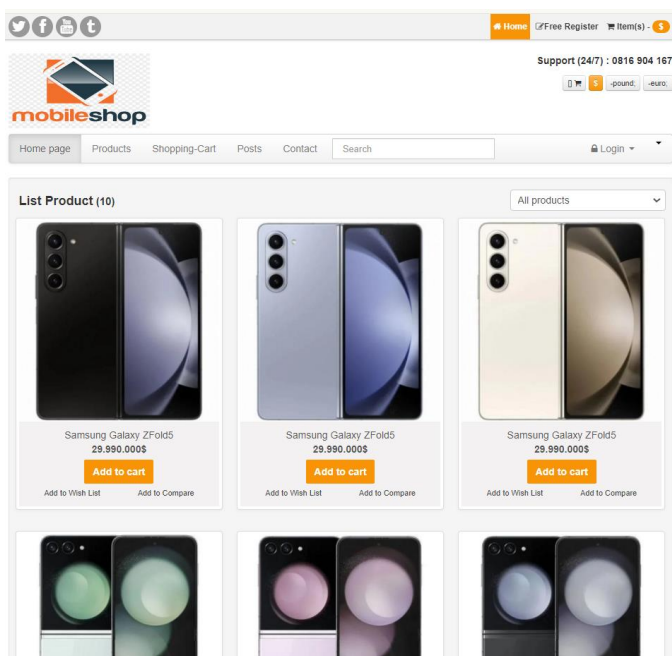 Home Free Register Item(s) - $
Support (24/7) : 0816 904 167
[] $ -pound; -euro;
mobileshop
Home page Products Shopping-Cart Posts Contact Search Login
List Product (10) All products
Samsung Galaxy ZFold5 Samsung Galaxy ZFold5 Samsung Galaxy ZFold5
29.990.000$ 29.990.000$ 29.990.000$
Add to cart Add to cart Add to cart
Add to Wish List Add to Compare Add to Wish List Add to Compare Add to Wish List Add to Compare